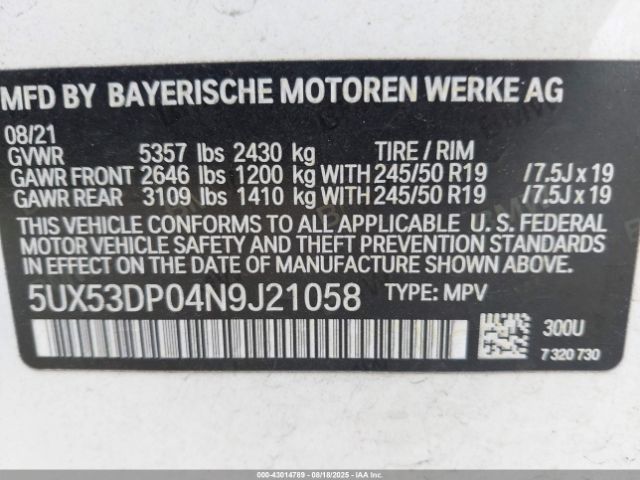 MFD BY BAYERISCHE MOTOREN WERKE AG
08/21
GVWR 5357 lbs 2430 kg TIRE / RIM
GAWR FRONT 2646 lbs 1200 kg WITH 245/50 R19 /7.5J x 19
GAWR REAR 3109 lbs 1410 kg WITH 245/50 R19 /7.5J x 19
THIS VEHICLE CONFORMS TO ALL APPLICABLE U. S. FEDERAL
MOTOR VEHICLE SAFETY AND THEFT PREVENTION STANDARDS
IN EFFECT ON THE DATE OF MANUFACTURE SHOWN ABOVE.
5UX53DP04N9J21058 TYPE: MPV
300U
7 320 730
000-43014789 - 08/18/2025 - IAAI.COM